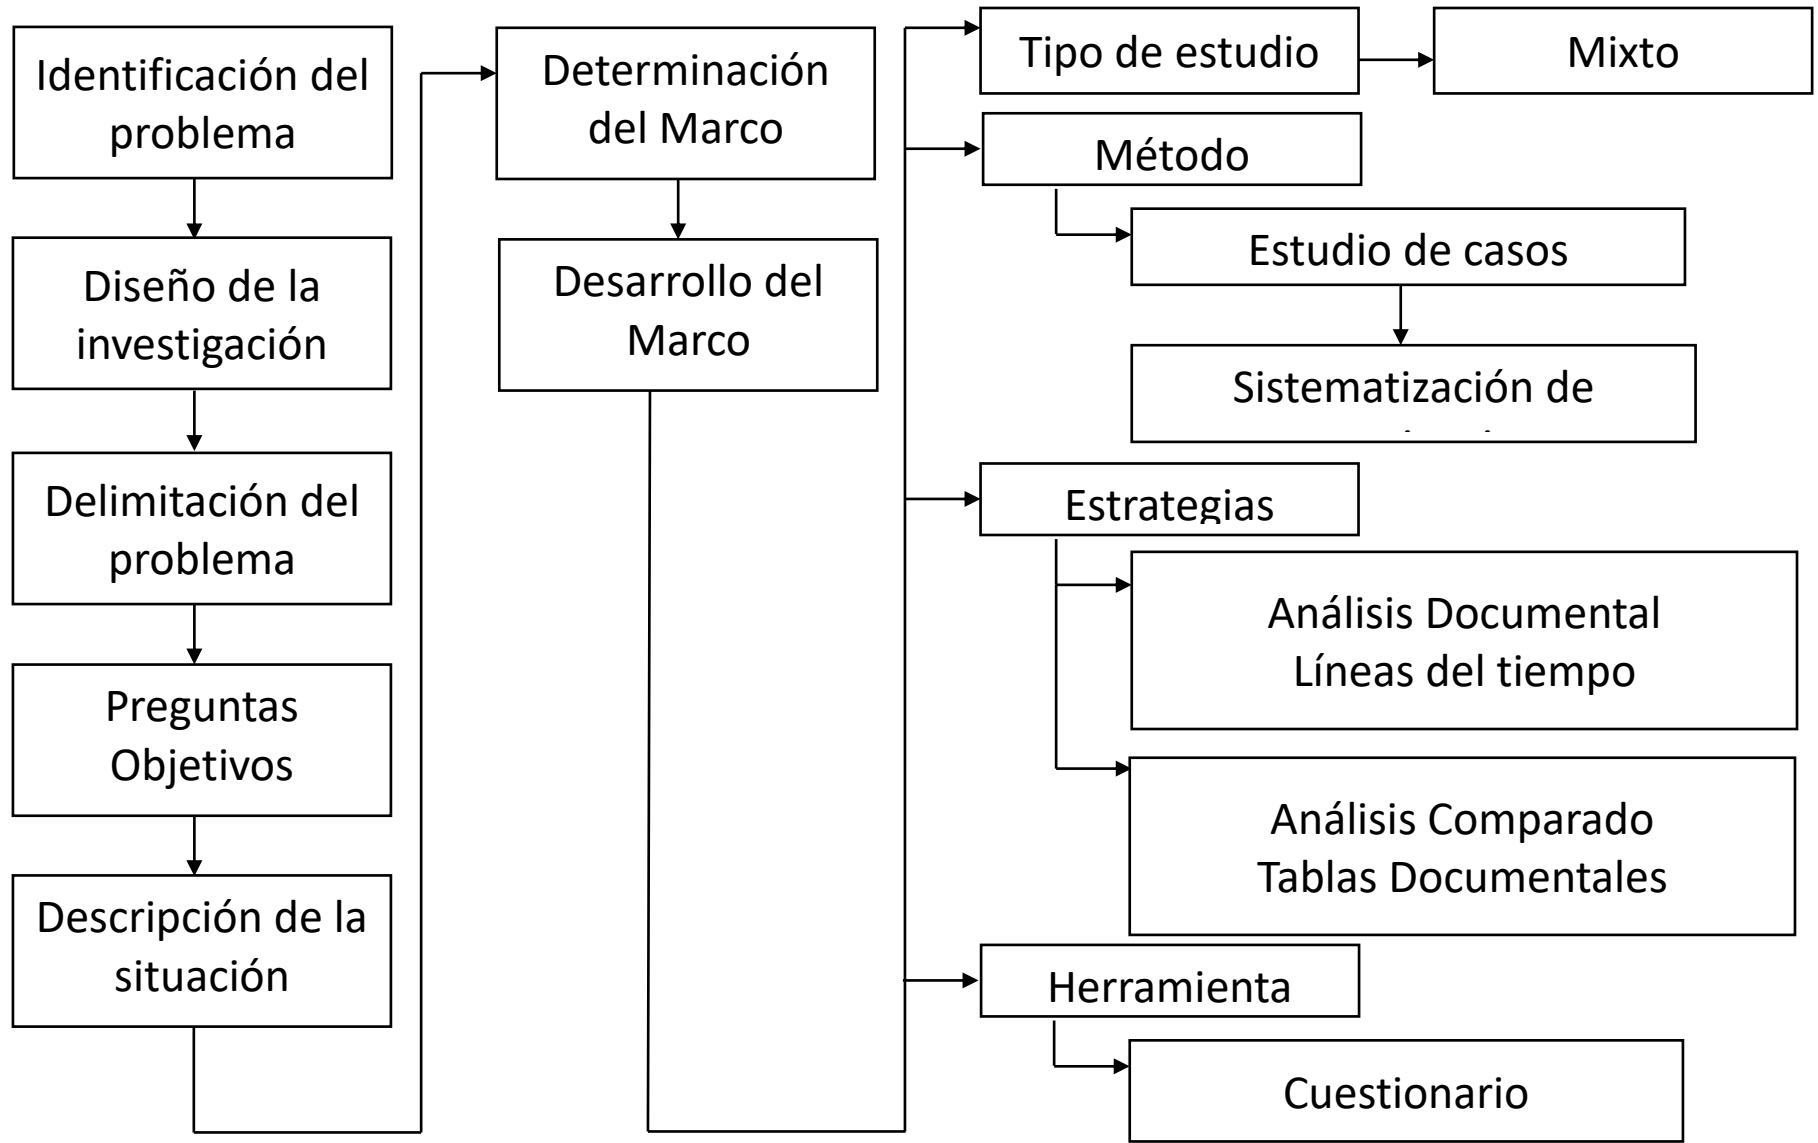 Identificación del
problema
Diseño de la
investigación
Delimitación del
problema
Preguntas
Objetivos
Descripción de la
situación
Determinación
del Marco
Desarrollo del
Marco
Tipo de estudio
Mixto
Método
Estudio de casos
Sistematización de
Estrategias
Análisis Documental
Líneas del tiempo
Análisis Comparado
Tablas Documentales
Herramienta
Cuestionario